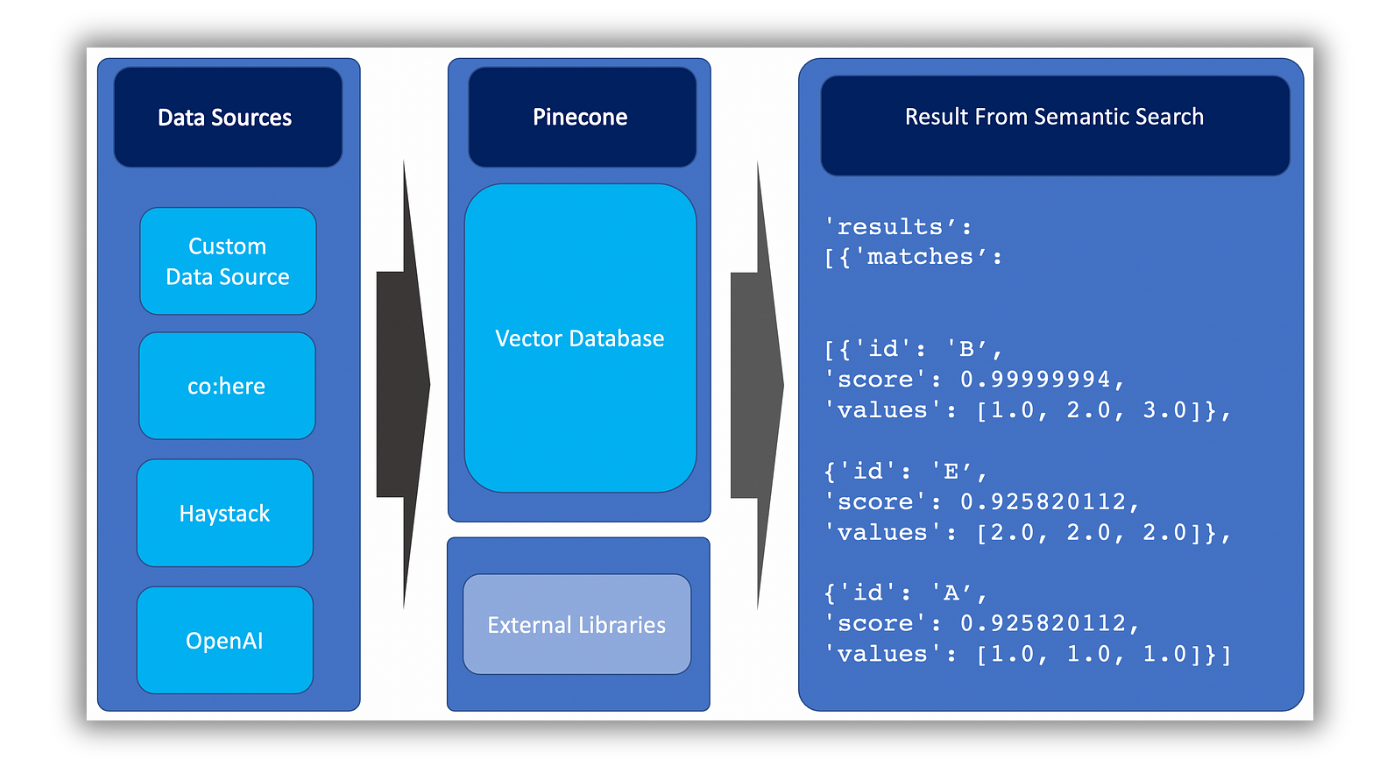 Data Sources
Custom
Data Source
co:here
Haystack
OpenAI
Pinecone
Vector Database
External Libraries
Result From Semantic Search
'results’:
[{'matches’:
[{'id': 'B’,
'score': 0.99999994,
'values': [1.0, 2.0, 3.0]},
{'id': 'E’,
'score': 0.925820112,
'values': [2.0, 2.0, 2.0]},
{'id': 'A’,
'score': 0.925820112,
'values': [1.0, 1.0, 1.0]}]